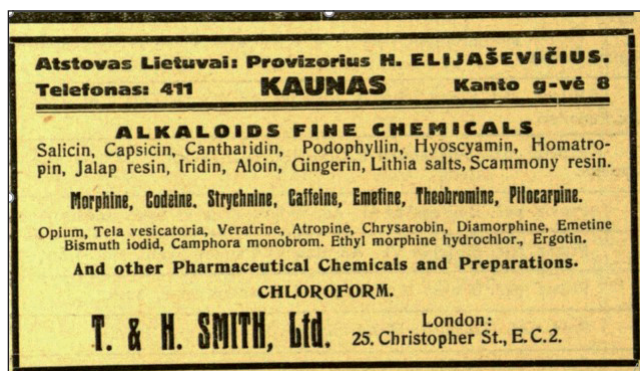 Atstovas Lietuvai: Provizorius H. ELIJAŠEVIČIUS.
Telefonas: 411 KAUNAS Kanto g-vė 8
ALKALOIDS FINE CHEMICALS
Salicin, Capsicin, Cantharidin, Podophyllin, Hyoscyamin, Homatro-
pin, Jalap resin, Iridin, Aloin, Gingerin, Lithia salts, Scammony resin.
Morphine, Codeine, Strychnine, Caffeine, Emetine, Theobromine, Pilocarpine.
Opium, Tela vesicatoria, Veratrine, Atropine, Chrysarobin, Diamorphine, Emetine
Bismuth iodid, Camphora monobrom. Ethyl morphine hydrochlor., Ergotin.
And other Pharmaceutical Chemicals and Preparations.
CHLOROFORM.
T. & H. SMITH, Ltd.
London:
25. Christopher St., E.C.2.